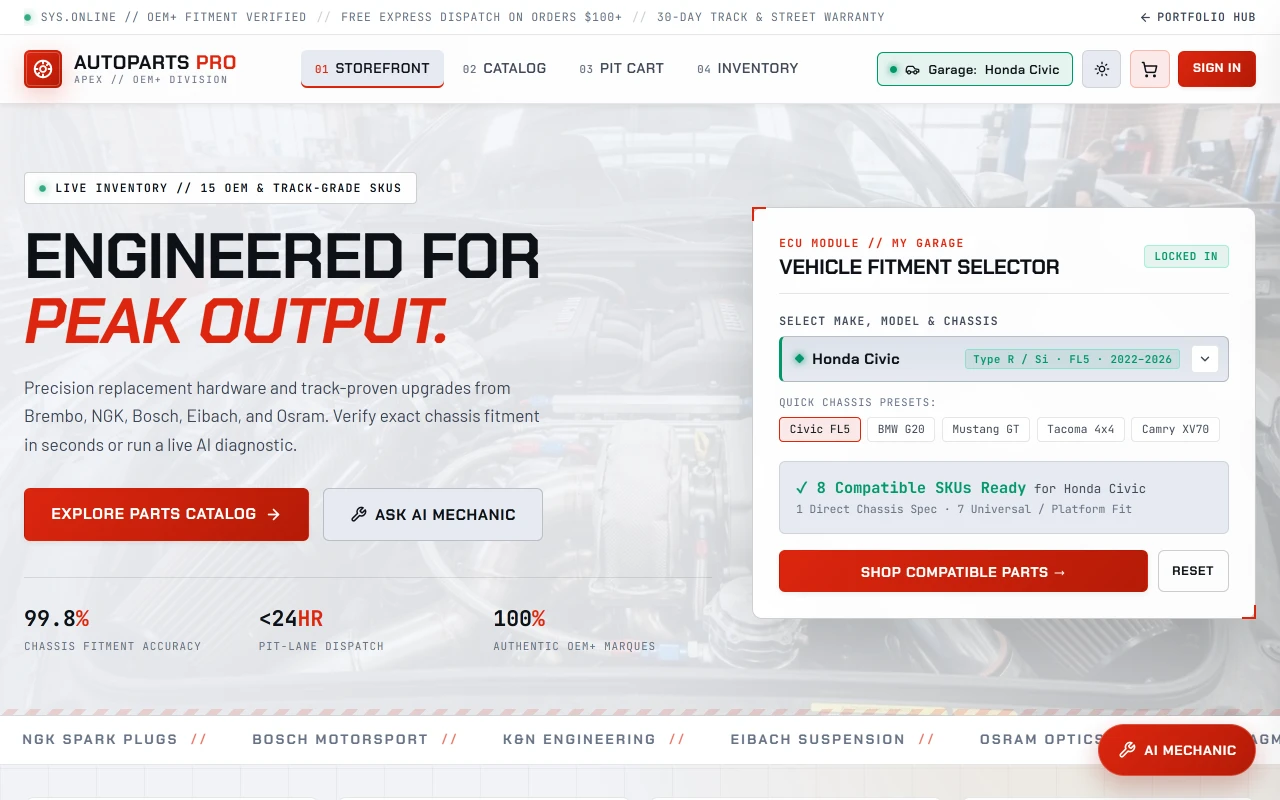 SYS.ONLINE // OEM+ FITMENT VERIFIED // FREE EXPRESS DISPATCH ON ORDERS $100+ // 30-DAY TRACK & STREET WARRANTY
← PORTFOLIO HUB
AUTOPARTS PRO
APEX // OEM+ DIVISION
01 STOREFRONT
02 CATALOG
03 PIT CART
04 INVENTORY
Garage: Honda Civic
SIGN IN
LIVE INVENTORY // 15 OEM & TRACK-GRADE SKUS
ENGINEERED FOR
PEAK OUTPUT.
Precision replacement hardware and track-proven upgrades from
Brembo, NGK, Bosch, Eibach, and Osram. Verify exact chassis fitment
in seconds or run a live AI diagnostic.
EXPLORE PARTS CATALOG →
ASK AI MECHANIC
99.8%
CHASSIS FITMENT ACCURACY
<24HR
PIT-LANE DISPATCH
100%
AUTHENTIC OEM+ MARQUES
ECU MODULE // MY GARAGE
VEHICLE FITMENT SELECTOR
LOCKED IN
SELECT MAKE, MODEL & CHASSIS
Honda Civic
Type R / Si · FL5 · 2022–2026
QUICK CHASSIS PRESETS:
Civic FL5
BMW G20
Mustang GT
Tacoma 4x4
Camry XV70
✓ 8 Compatible SKUs Ready for Honda Civic
1 Direct Chassis Spec · 7 Universal / Platform Fit
SHOP COMPATIBLE PARTS →
RESET
NGK SPARK PLUGS // BOSCH MOTORSPORT // K&N ENGINEERING // EIBACH SUSPENSION // OSRAM OPTICS
AI MECHANIC